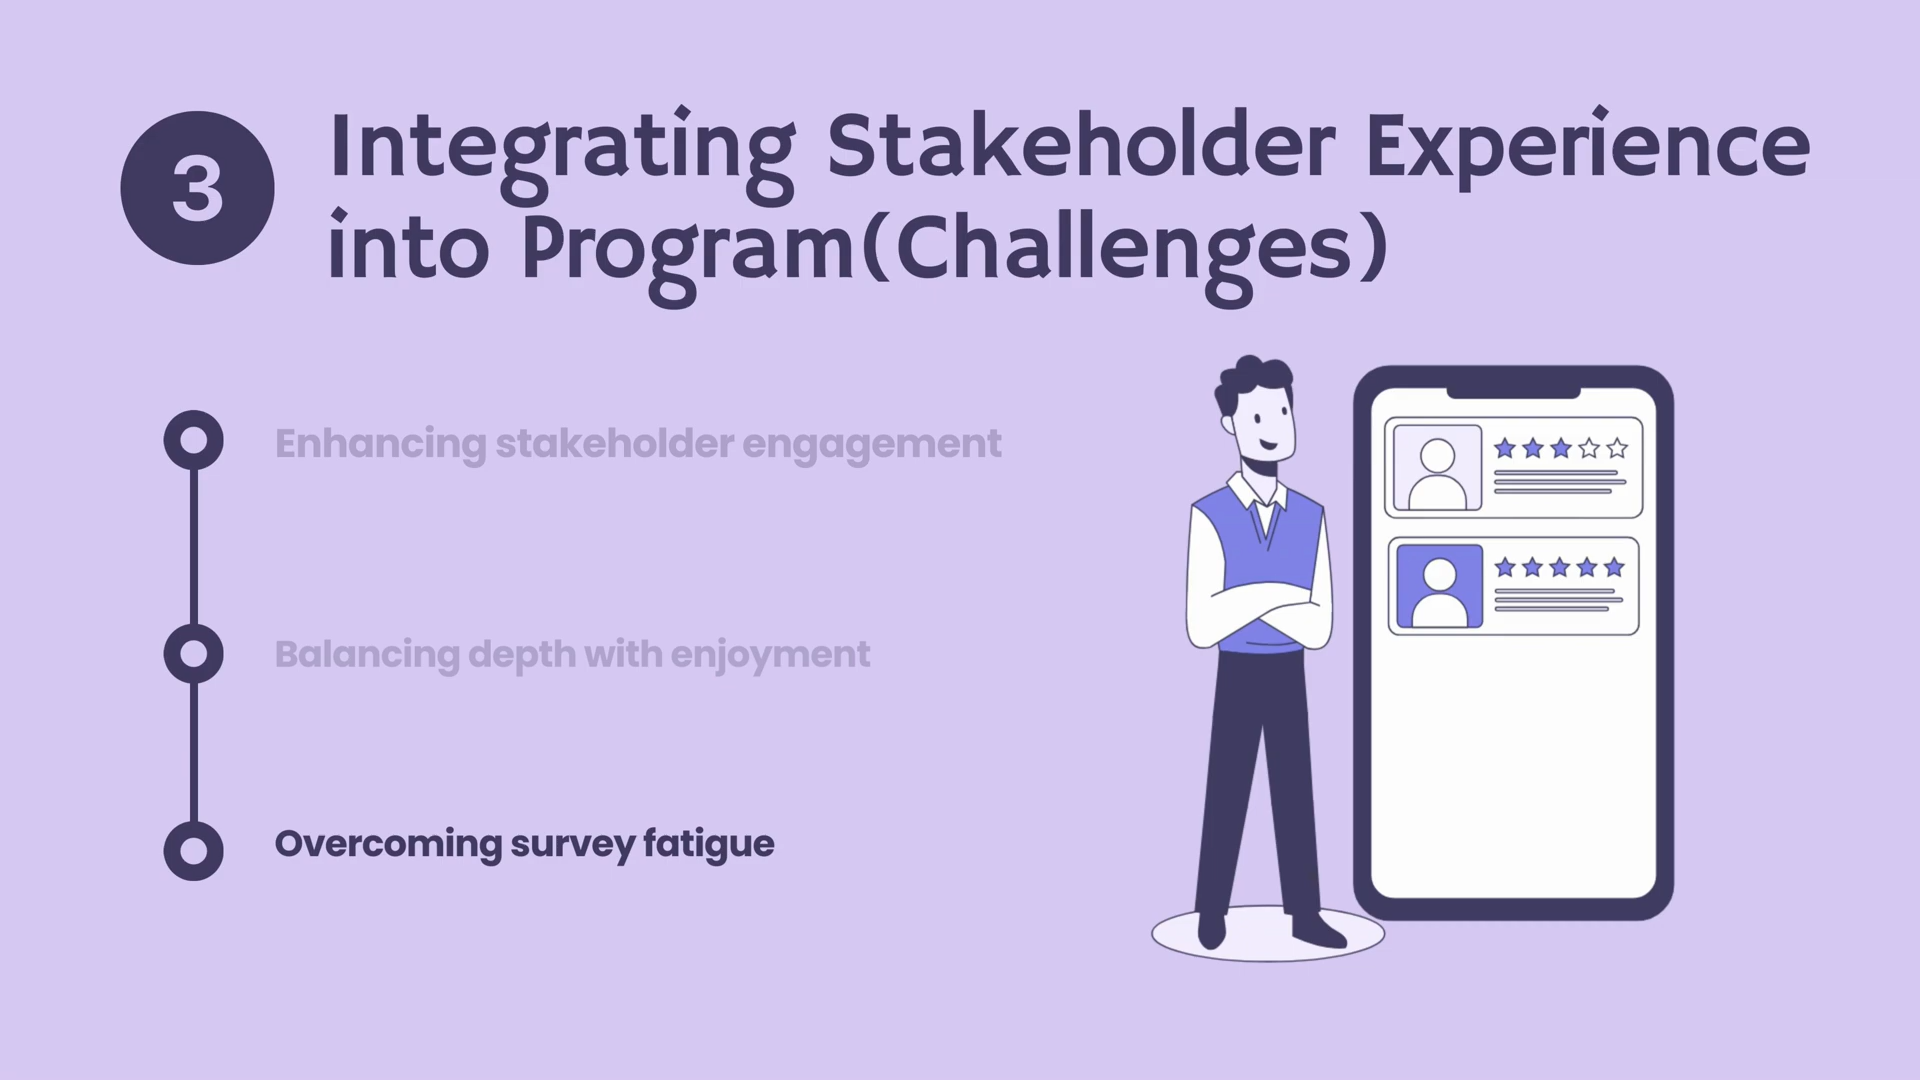 3
Integrating Stakeholder Experience
into Program(Challenges)
Enhancing stakeholder engagement
Balancing depth with enjoyment
Overcoming survey fatigue